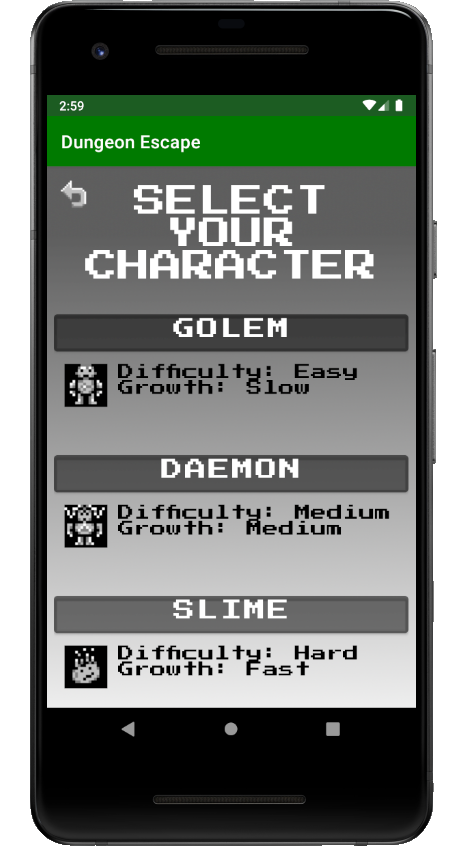 2:59
Dungeon Escape
SELECT
YOUR
CHARACTER
GOLEM
Difficulty: Easy
Growth: Slow
DAEMON
Difficulty: Medium
Growth: Medium
SLIME
Difficulty: Hard
Growth: Fast